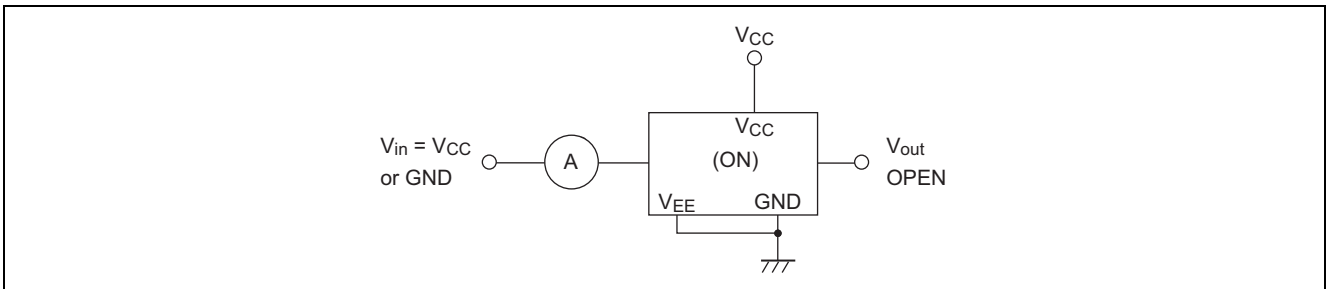 VCC
VCC
Vin = VCC
or GND
A
(ON)
Vout
OPEN
VEE
GND